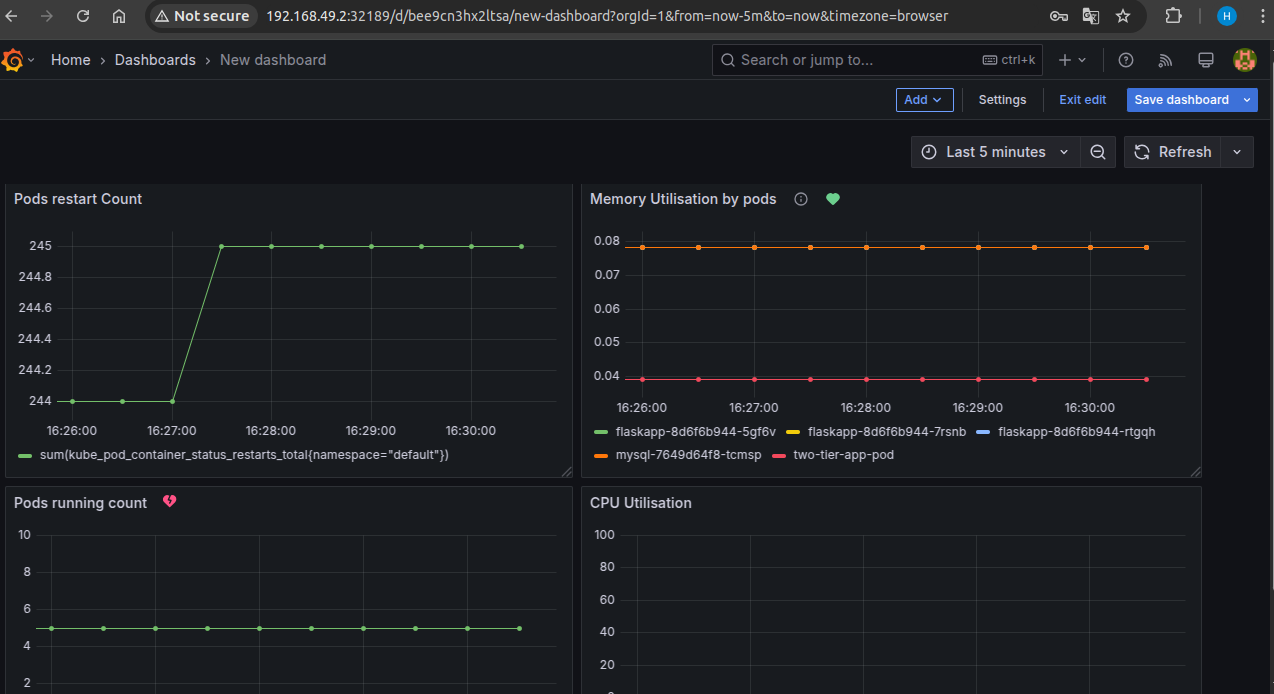 Not secure 192.168.49.2:32189/d/bee9cn3hx2ltsa/new-dashboard?orgId=1&from=now-5m&to=now&timezone=browser H
Home › Dashboards › New dashboard Search or jump to... ctrl+k
Add Settings Exit edit Save dashboard
Last 5 minutes Refresh
Pods restart Count
245
244.8
244.6
244.4
244.2
244
16:26:00 16:27:00 16:28:00 16:29:00 16:30:00
sum(kube_pod_container_status_restarts_total{namespace="default"})
Memory Utilisation by pods
0.08
0.07
0.06
0.05
0.04
16:26:00 16:27:00 16:28:00 16:29:00 16:30:00
flaskapp-8d6f6b944-5gf6v flaskapp-8d6f6b944-7rsnb flaskapp-8d6f6b944-rtgqh
mysql-7649d64f8-tcmsp two-tier-app-pod
Pods running count
10
8
6
4
2
CPU Utilisation
100
80
60
40
20